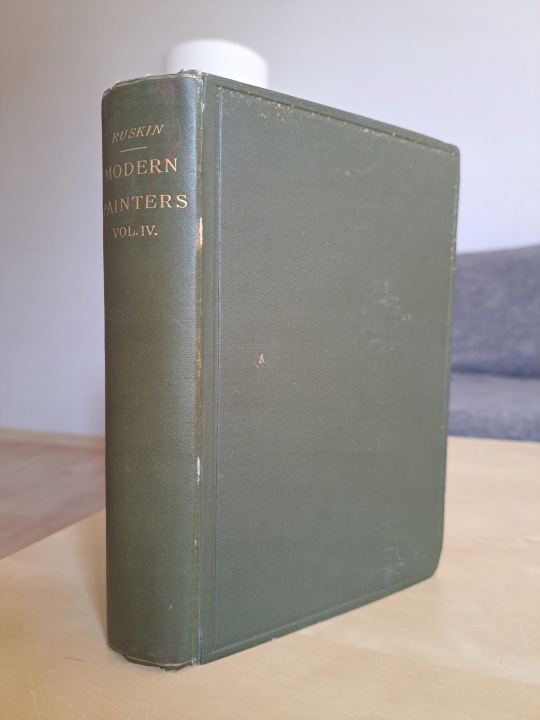 RUSKIN
MODERN
PAINTERS
VOL. IV.